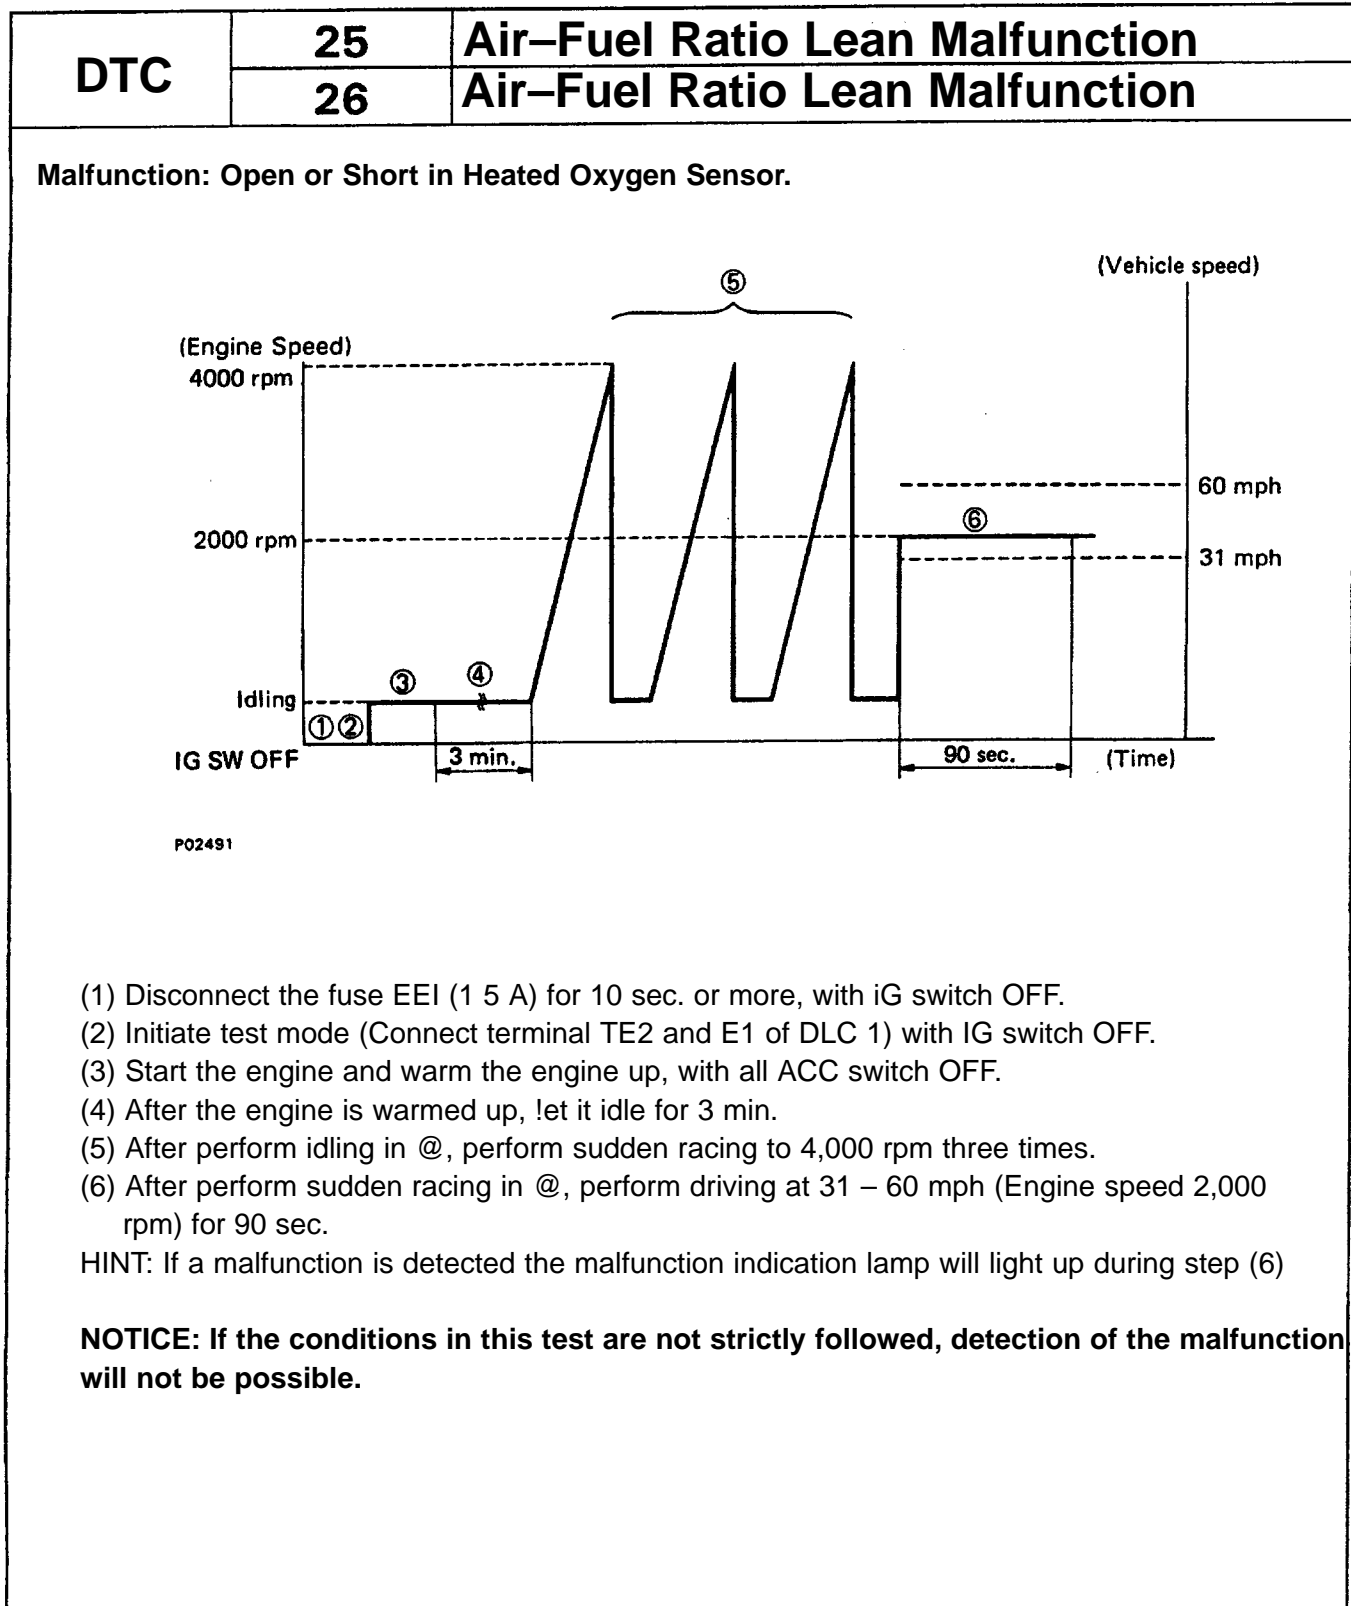 DTC
25 Air–Fuel Ratio Lean Malfunction
26 Air–Fuel Ratio Lean Malfunction
Malfunction: Open or Short in Heated Oxygen Sensor.
(Vehicle speed)
⑤
(Engine Speed)
4000 rpm
60 mph
⑥
2000 rpm
31 mph
③ ④
Idling
① ②
IG SW OFF
3 min.
90 sec.
(Time)
P02491
(1) Disconnect the fuse EEI (1 5 A) for 10 sec. or more, with iG switch OFF.
(2) Initiate test mode (Connect terminal TE2 and E1 of DLC 1) with IG switch OFF.
(3) Start the engine and warm the engine up, with all ACC switch OFF.
(4) After the engine is warmed up, !et it idle for 3 min.
(5) After perform idling in @, perform sudden racing to 4,000 rpm three times.
(6) After perform sudden racing in @, perform driving at 31 – 60 mph (Engine speed 2,000
rpm) for 90 sec.
HINT: If a malfunction is detected the malfunction indication lamp will light up during step (6)
NOTICE: If the conditions in this test are not strictly followed, detection of the malfunction
will not be possible.